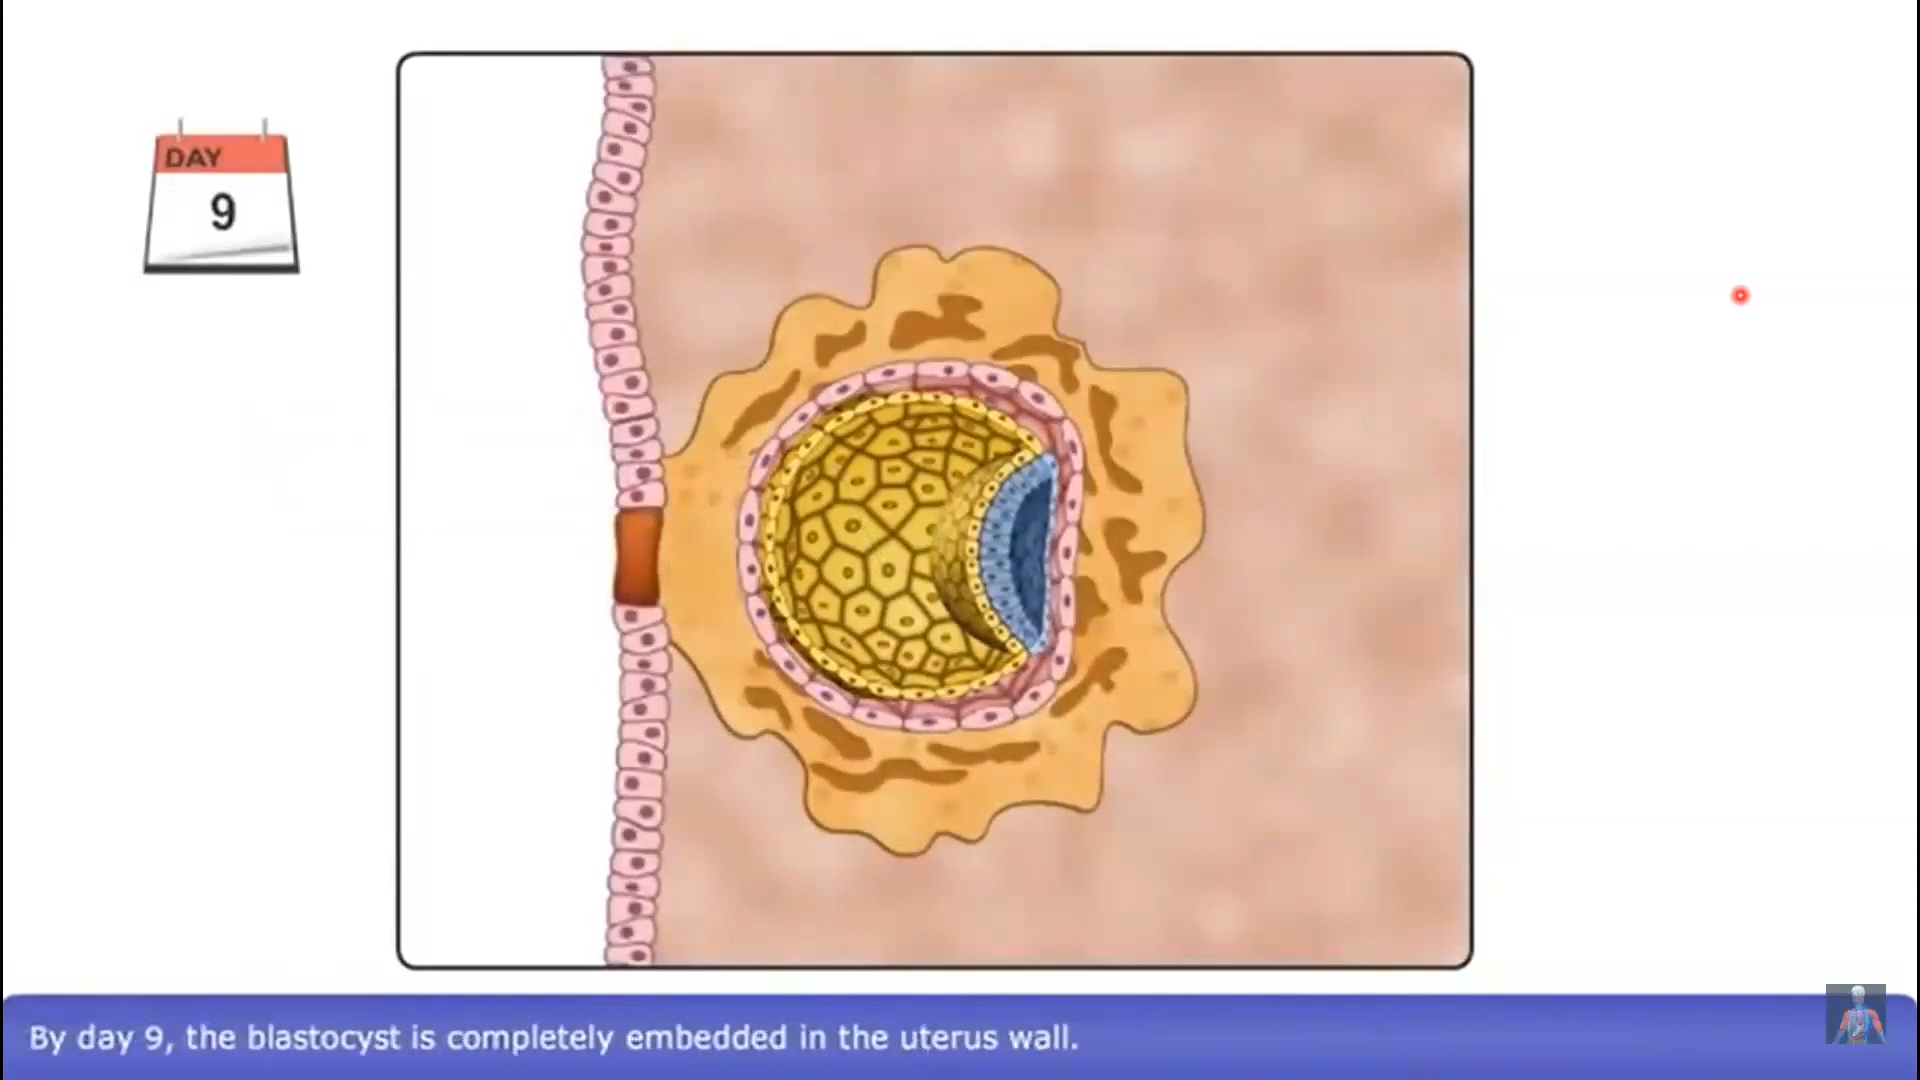 DAY
9
By day 9, the blastocyst is completely embedded in the uterus wall.